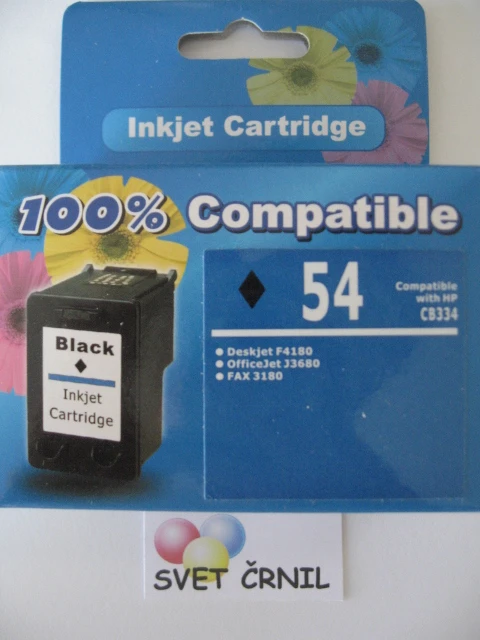 Inkjet Cartridge
100% Compatible
54
Compatible
with HP
CB334
Deskjet F4180
OfficeJet J3680
FAX 3180
Black
Inkjet
Cartridge
SVET ČRNIL